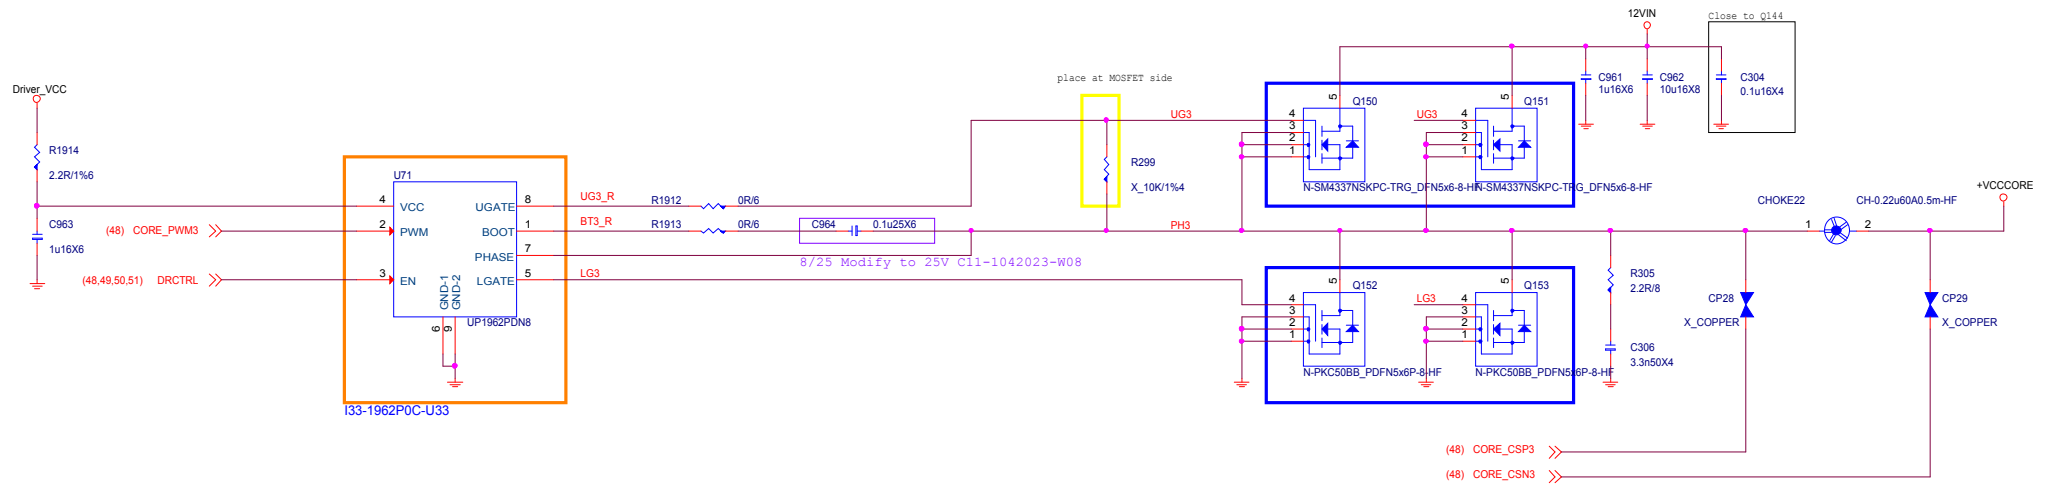 12VIN
Close to Q144
place at MOSFET side
Driver_VCC
C961
1u16X6
C962
10u16X8
C304
0.1u16X4
R1914
2.2R/1%6
U71
4 VCC
UGATE 8
2 PWM
BOOT 1
PHASE 7
3 EN
LGATE 5
GND-1
GND-2
6
9
UP1962PDN8
I33-1962P0C-U33
C963
1u16X6
(48) CORE_PWM3
(48,49,50,51) DRCTRL
UG3_R
R1912
0R/6
BT3_R
R1913
0R/6
C964
0.1u25X6
8/25 Modify to 25V C11-1042023-W08
LG3
R299
X_10K/1%4
UG3
PH3
Q150
5
4
3
2
1
N-SM4337NSKPC-TRG_DFN5x6-8-HF
UG3
Q151
5
4
3
2
1
N-SM4337NSKPC-TRG_DFN5x6-8-HF
Q152
5
4
3
2
1
N-PKC50BB_PDFN5x6P-8-HF
LG3
Q153
5
4
3
2
1
N-PKC50BB_PDFN5x6P-8-HF
R305
2.2R/8
C306
3.3n50X4
CHOKE22
CH-0.22u60A0.5m-HF
1
2
+VCCCORE
CP28
X_COPPER
CP29
X_COPPER
(48) CORE_CSP3
(48) CORE_CSN3